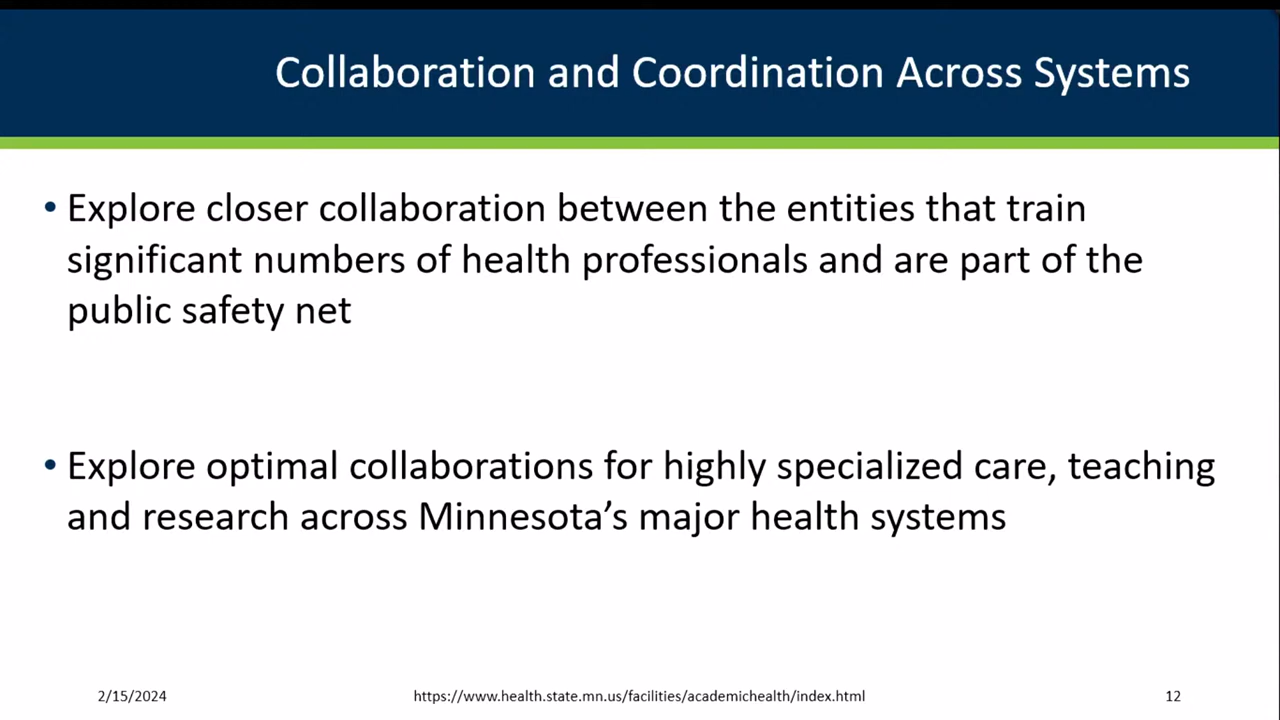 Collaboration and Coordination Across Systems
• Explore closer collaboration between the entities that train
significant numbers of health professionals and are part of the
public safety net
• Explore optimal collaborations for highly specialized care, teaching
and research across Minnesota’s major health systems
2/15/2024
https://www.health.state.mn.us/facilities/academichealth/index.html
12